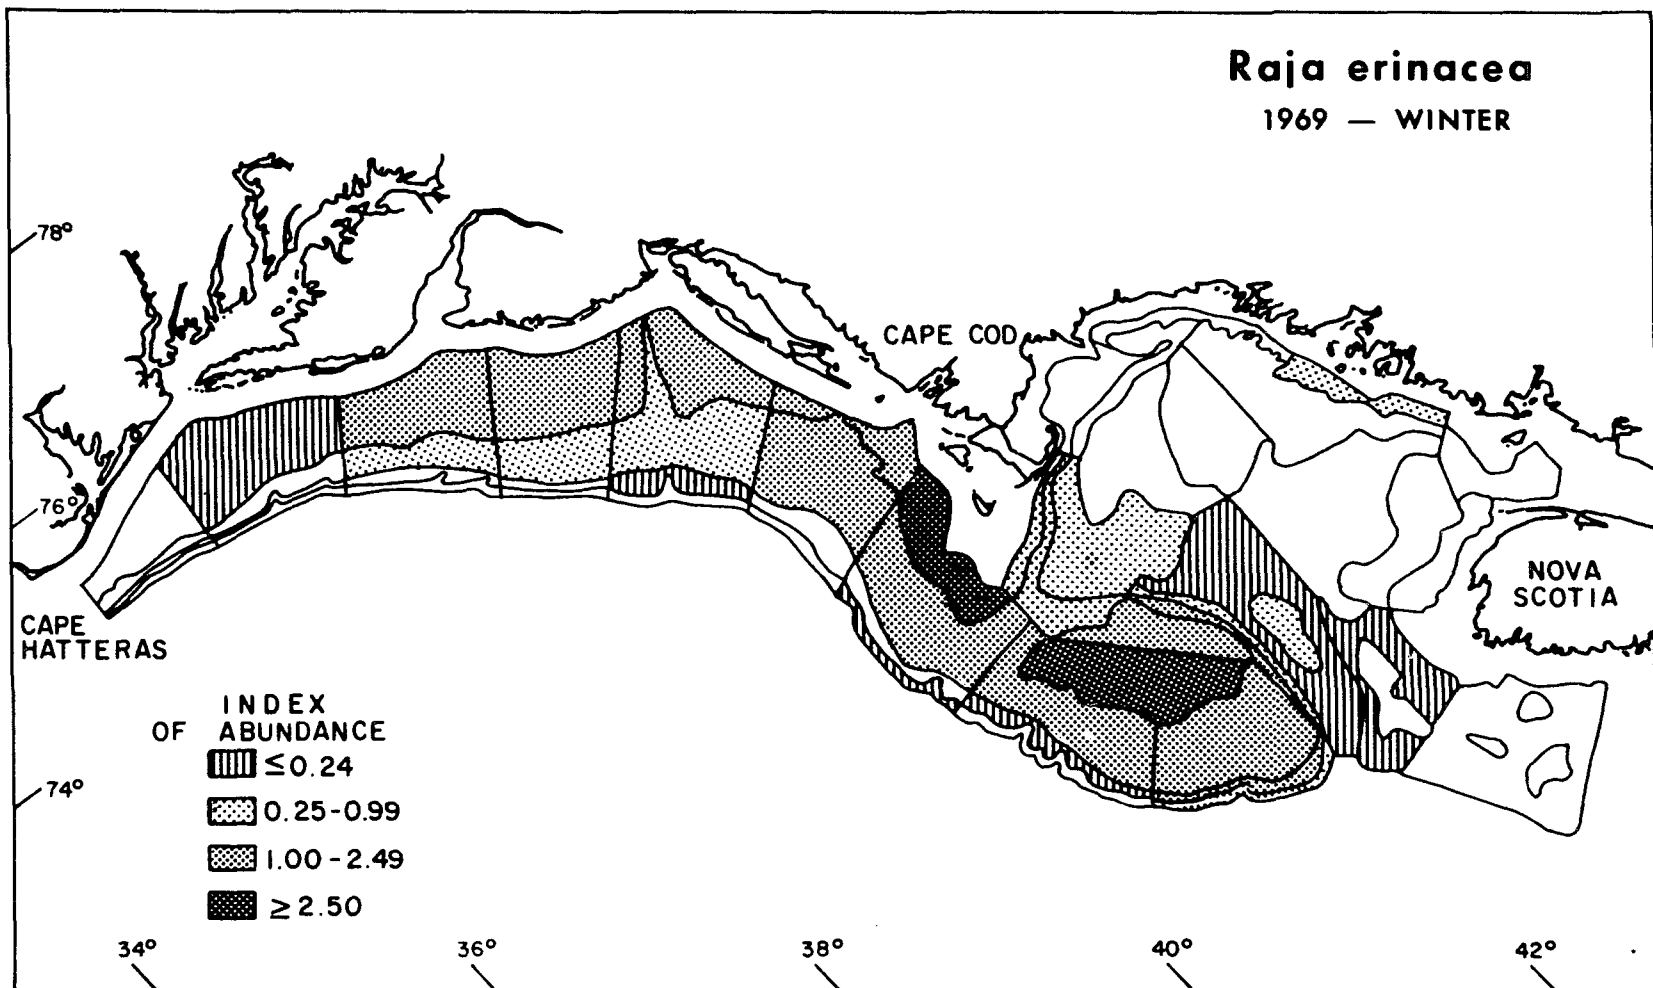 Raja erinacea
1969 — WINTER
78°
CAPE COD
76°
NOVA
SCOTIA
CAPE
HATTERAS
INDEX
OF ABUNDANCE
≤0.24
0.25-0.99
1.00-2.49
≥2.50
74°
34°
36°
38°
40°
42°